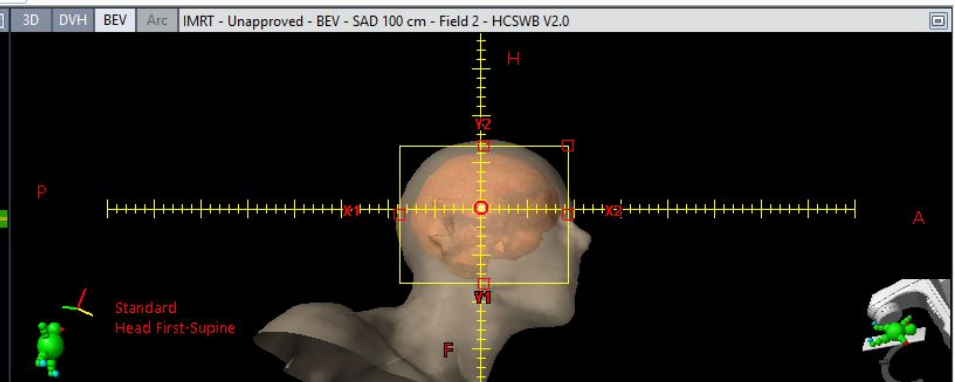 3D DVH BEV Arc IMRT - Unapproved - BEV - SAD 100 cm - Field 2 - HCSWB V2.0
H
Y2
P
X1 X2
A
Y1
Standard
Head First-Supine
F